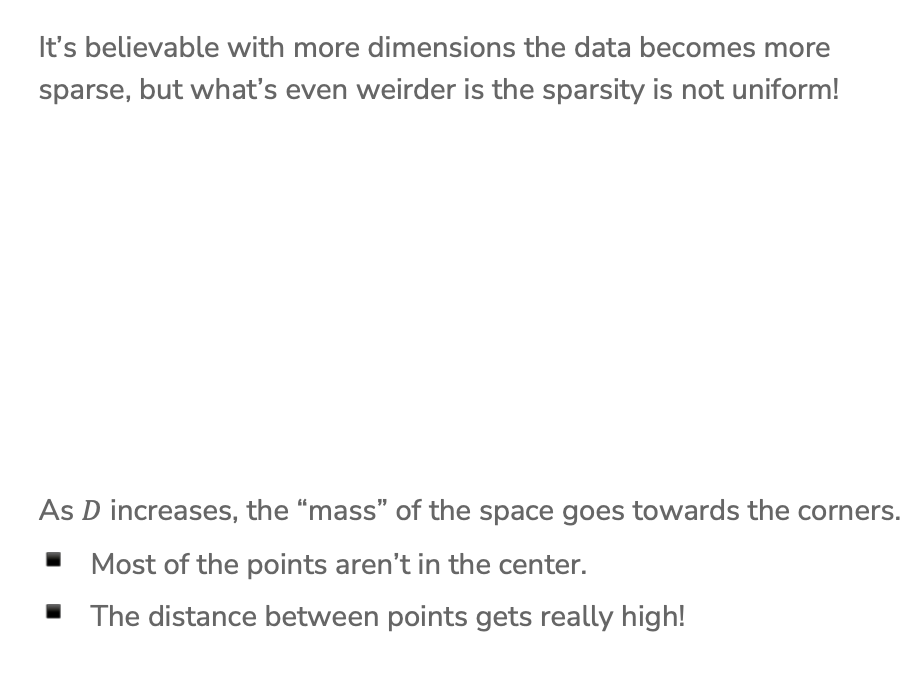 It’s believable with more dimensions the data becomes more
sparse, but what’s even weirder is the sparsity is not uniform!
As D increases, the “mass” of the space goes towards the corners.
▪ Most of the points aren’t in the center.
▪ The distance between points gets really high!